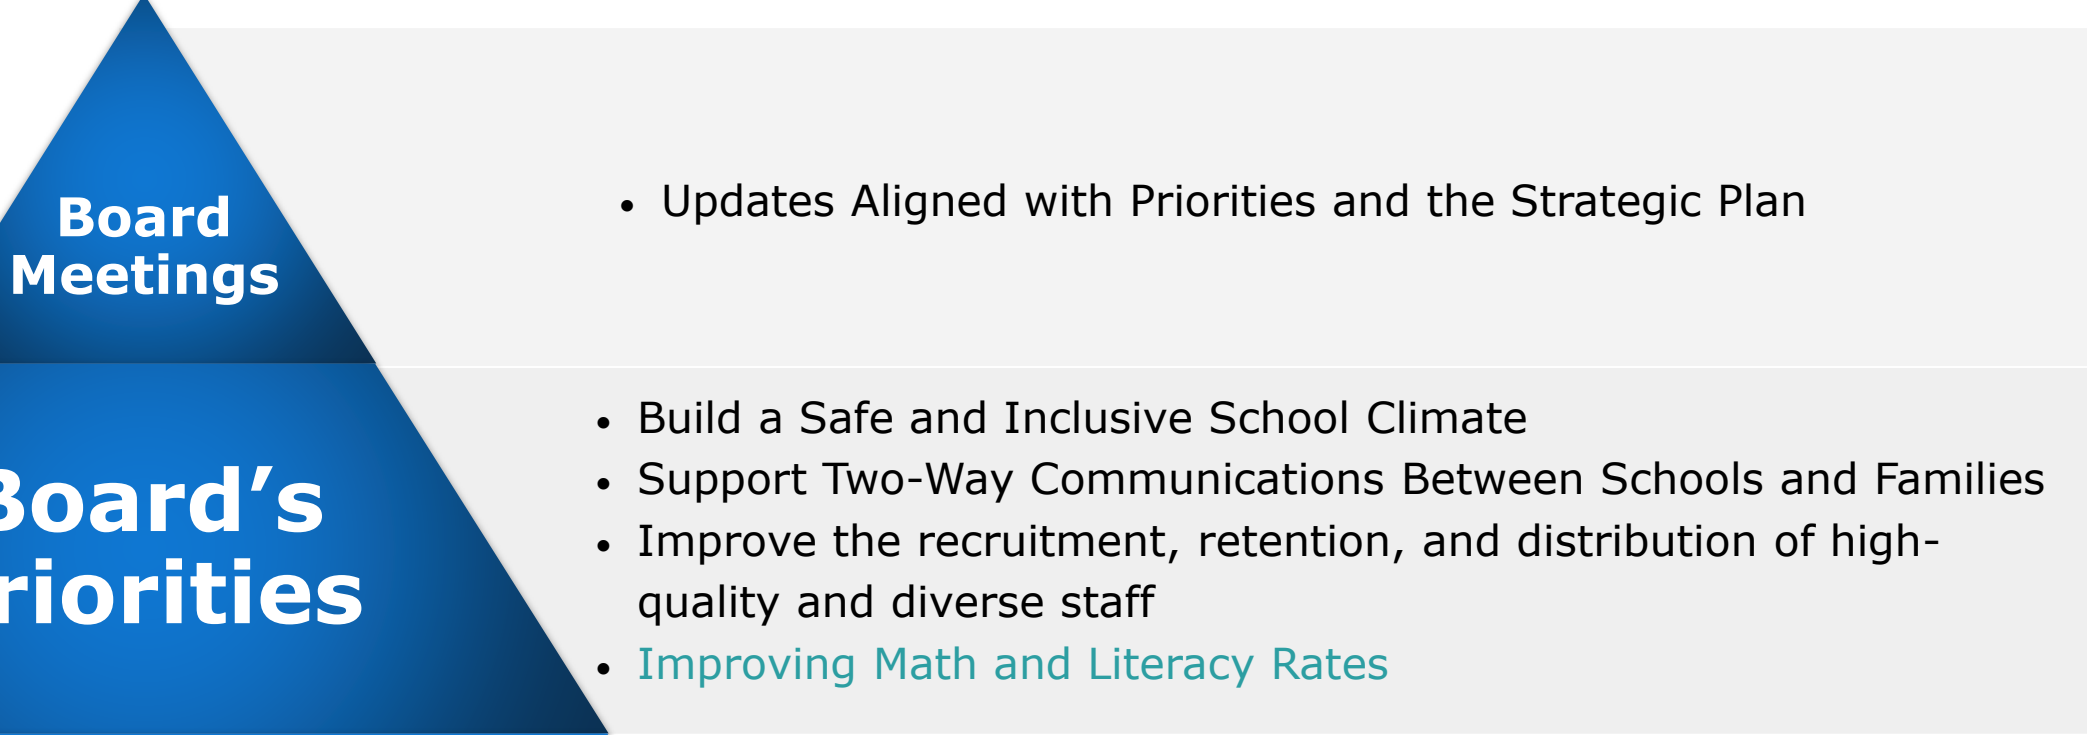 Board
Meetings
• Updates Aligned with Priorities and the Strategic Plan
Board’s
riorities
• Build a Safe and Inclusive School Climate
• Support Two-Way Communications Between Schools and Families
• Improve the recruitment, retention, and distribution of high-
quality and diverse staff
• Improving Math and Literacy Rates